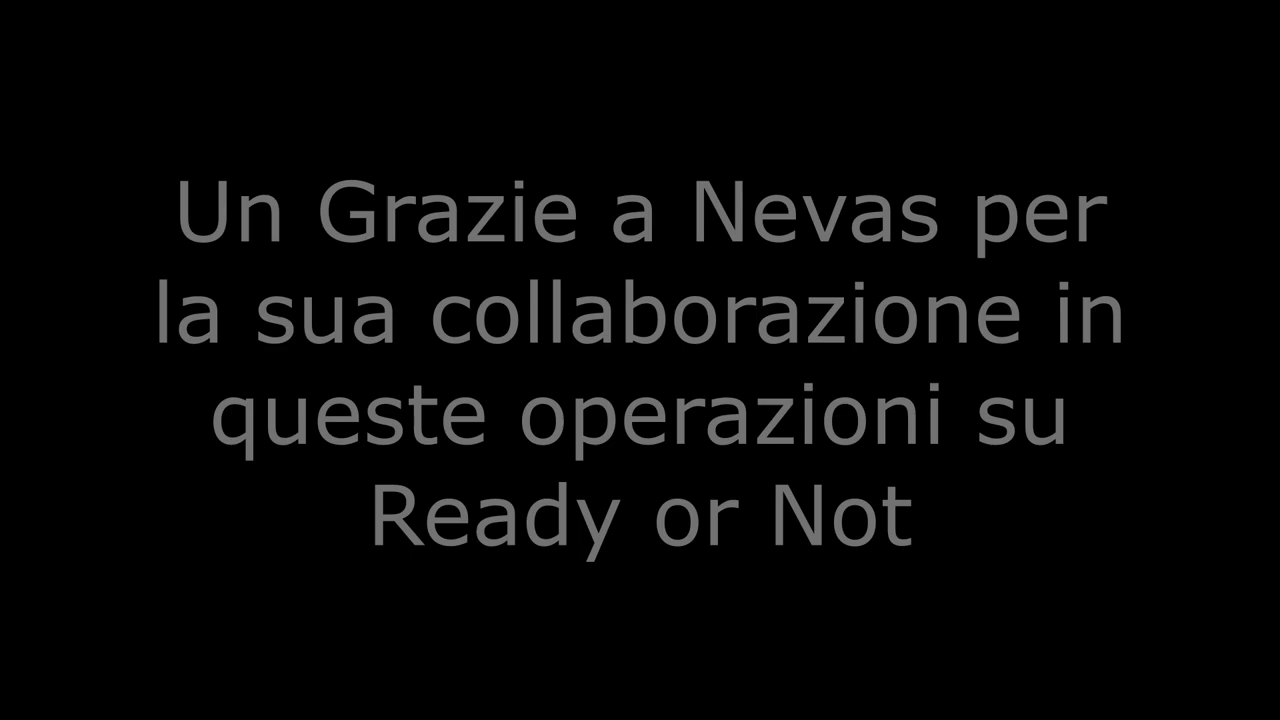 Un Grazie a Nevas per
la sua collaborazione in
queste operazioni su
Ready or Not